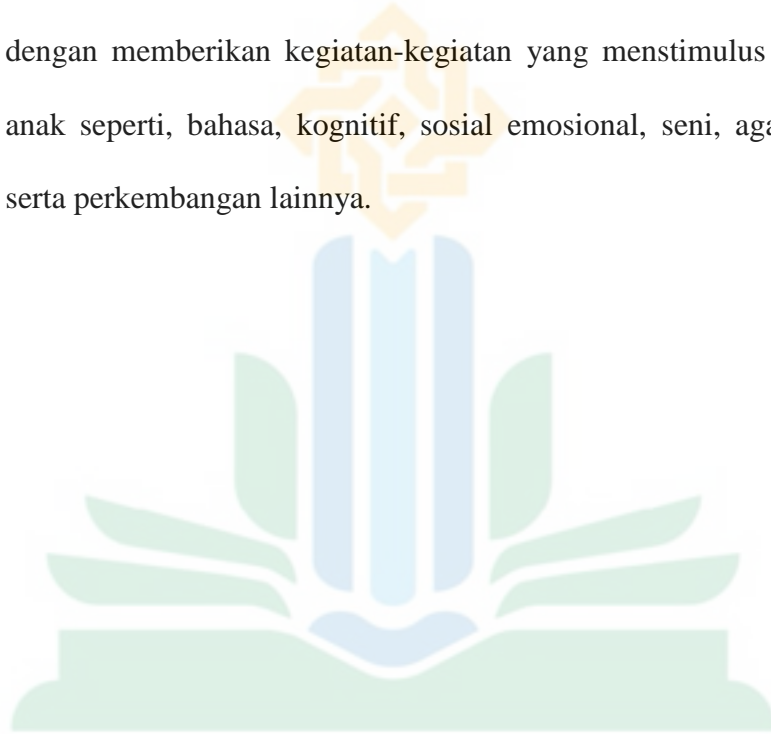 dengan memberikan kegiatan-kegiatan yang menstimulus
anak seperti, bahasa, kognitif, sosial emosional, seni,
serta perkembangan lainnya.